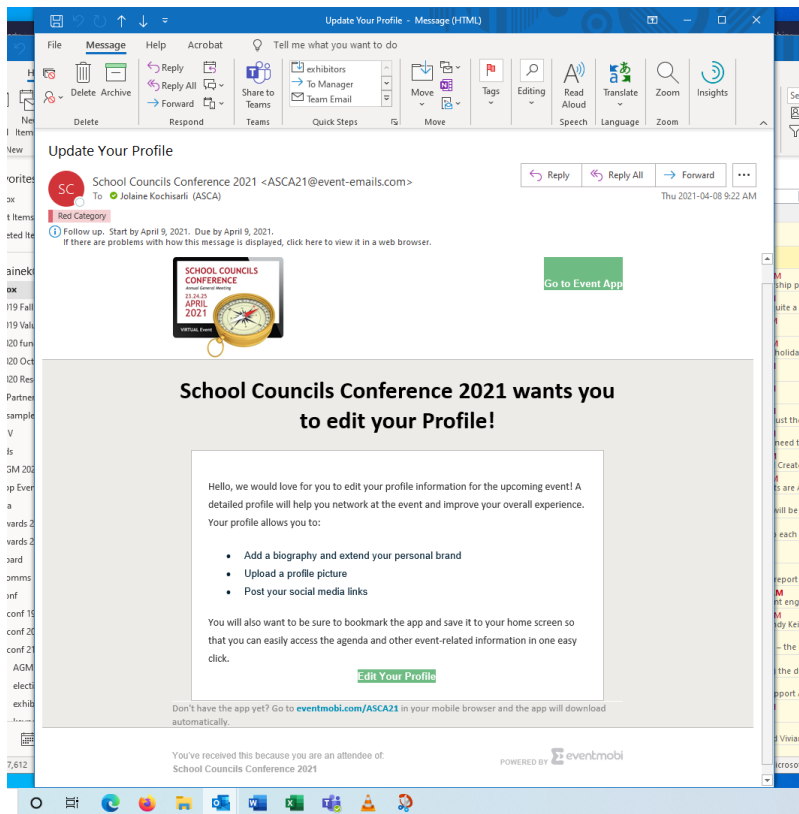 Update Your Profile - Message (HTML)
File Message Help Acrobat Tell me what you want to do
Delete Archive
Reply
Reply All
Forward
Share to Teams
exhibitors
To Manager
Team Email
Move
Tags
Editing
Read Aloud
Translate
Zoom
Insights
Delete Respond Teams Quick Steps Move Speech Language Zoom
Update Your Profile
SC
School Councils Conference 2021 <ASCA21@event-emails.com>
To Jolaine Kochisarli (ASCA)
Reply Reply All Forward ...
Thu 2021-04-08 9:22 AM
Red Category
Follow up. Start by April 9, 2021. Due by April 9, 2021.
If there are problems with how this message is displayed, click here to view it in a web browser.
SCHOOL COUNCILS
CONFERENCE
Annual General Meeting
23.24.25
APRIL
2021
VIRTUAL Event
Go to Event App
School Councils Conference 2021 wants you
to edit your Profile!
Hello, we would love for you to edit your profile information for the upcoming event! A
detailed profile will help you network at the event and improve your overall experience.
Your profile allows you to:
• Add a biography and extend your personal brand
• Upload a profile picture
• Post your social media links
You will also want to be sure to bookmark the app and save it to your home screen so
that you can easily access the agenda and other event-related information in one easy
click.
Edit Your Profile
Don't have the app yet? Go to eventmobi.com/ASCA21 in your mobile browser and the app will download
automatically.
You've received this because you are an attendee of:
School Councils Conference 2021
POWERED BY eventmobi
7,612